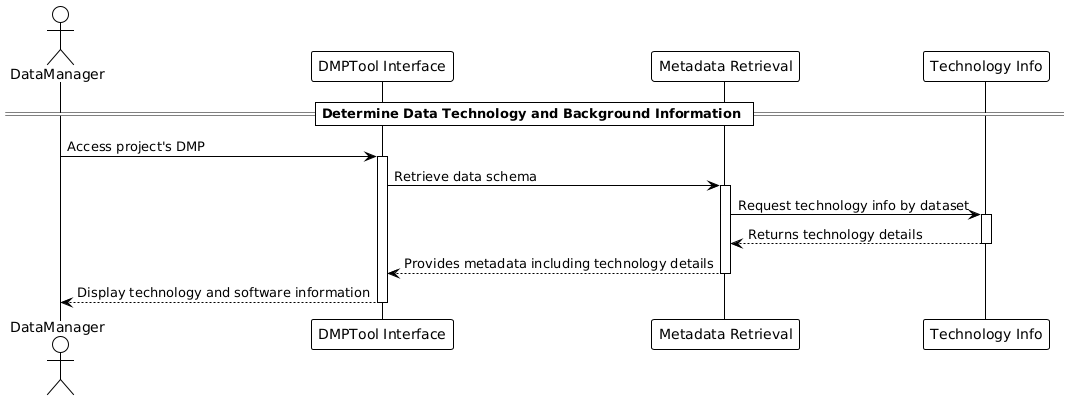 DataManager
DMPTool Interface
Metadata Retrieval
Technology Info
Determine Data Technology and Background Information
Access project's DMP
Retrieve data schema
Request technology info by dataset
Returns technology details
Provides metadata including technology details
Display technology and software information
DataManager
DMPTool Interface
Metadata Retrieval
Technology Info